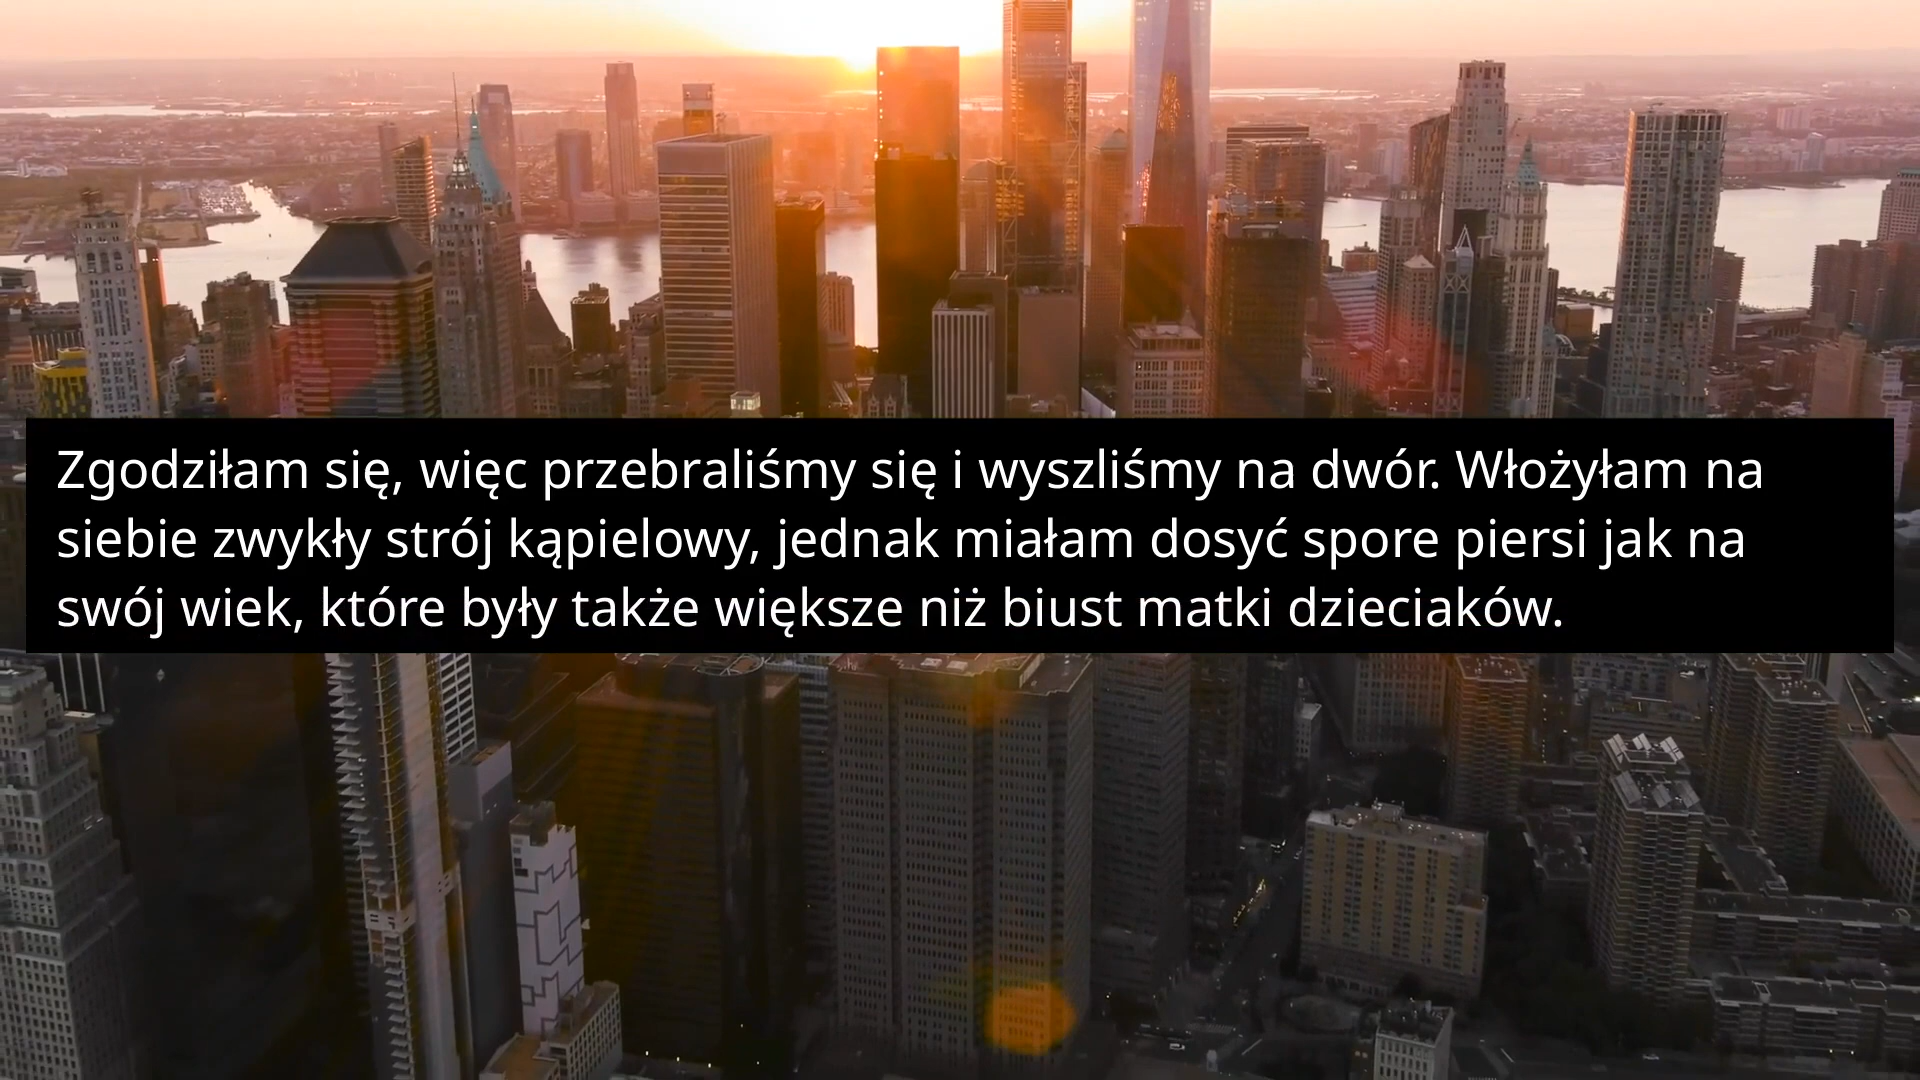 Zgodziłam się, więc przebraliśmy się i wyszliśmy na dwór. Włożyłam na
siebie zwykły strój kąpielowy, jednak miałam dosyć spore piersi jak na
swój wiek, które były także większe niż biust matki dzieciaków.